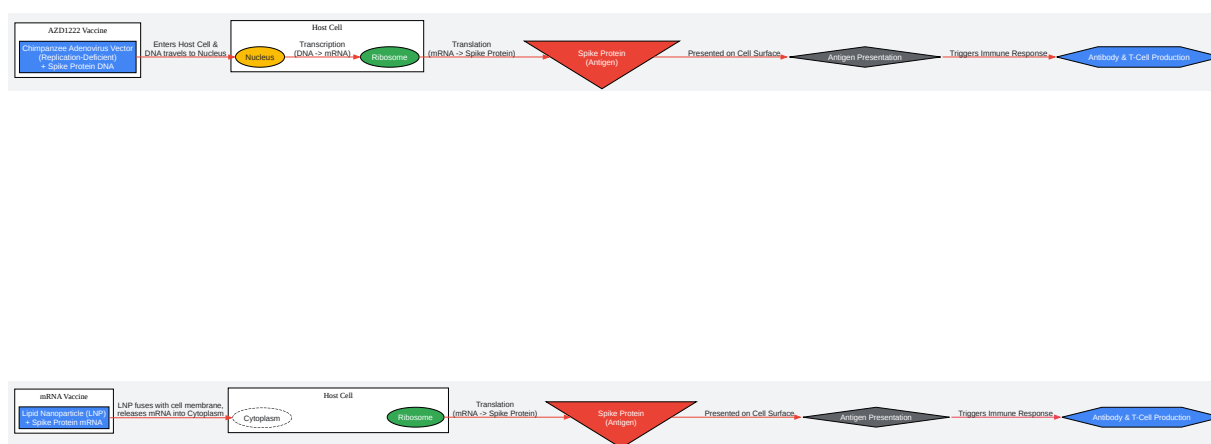 AZD1222 Vaccine
Chimpanzee Adenovirus Vector
(Replication-Deficient)
+ Spike Protein DNA
Enters Host Cell &
DNA travels to Nucleus
Host Cell
Nucleus
Transcription
(DNA -> mRNA)
Ribosome
Translation
(mRNA -> Spike Protein)
Spike Protein
(Antigen)
Presented on Cell Surface
Antigen Presentation
Triggers Immune Response
Antibody & T-Cell Production
mRNA Vaccine
Lipid Nanoparticle (LNP)
+ Spike Protein mRNA
LNP fuses with cell membrane,
releases mRNA into Cytoplasm
Host Cell
Cytoplasm
Ribosome
Translation
(mRNA -> Spike Protein)
Spike Protein
(Antigen)
Presented on Cell Surface
Antigen Presentation
Triggers Immune Response
Antibody & T-Cell Production